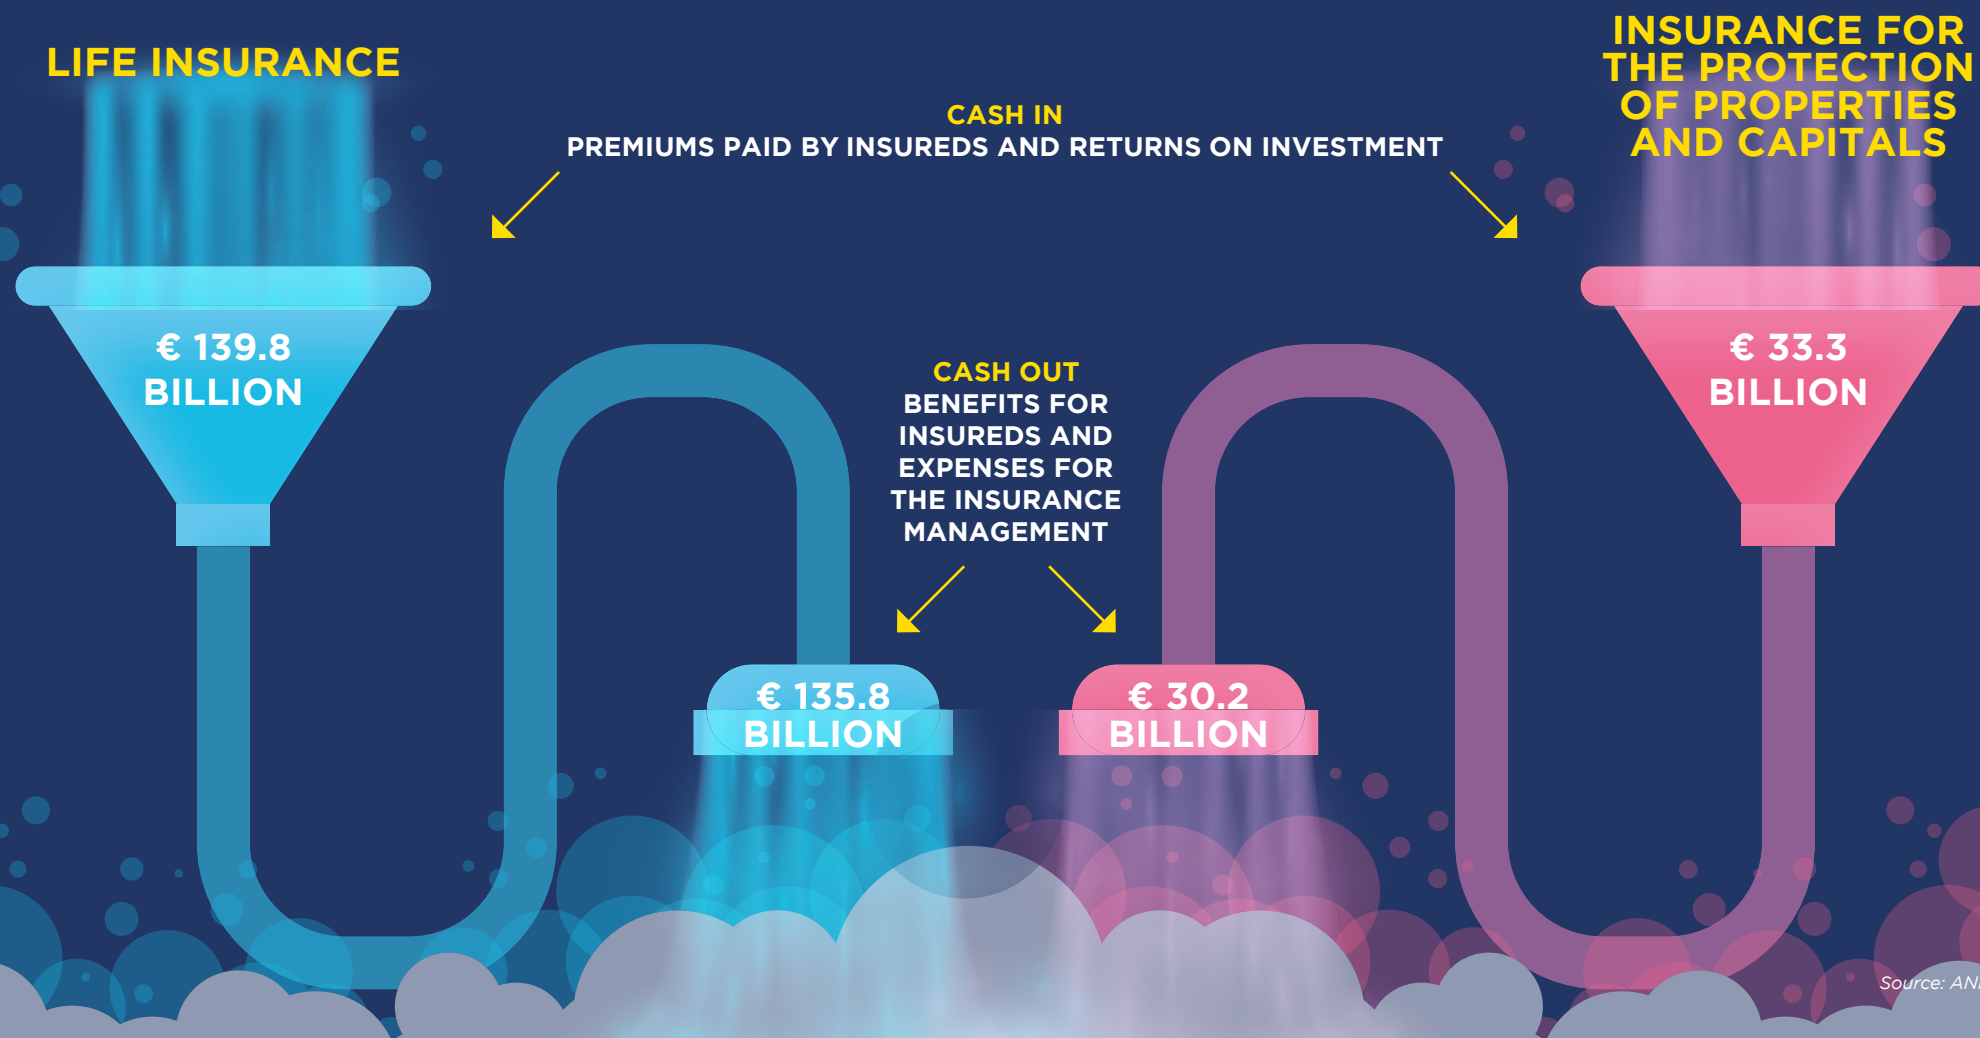 LIFE INSURANCE
INSURANCE FOR
THE PROTECTION
OF PROPERTIES
AND CAPITALS
CASH IN
PREMIUMS PAID BY INSUREDS AND RETURNS ON INVESTMENT
€ 139.8
BILLION
€ 33.3
BILLION
CASH OUT
BENEFITS FOR
INSUREDS AND
EXPENSES FOR
THE INSURANCE
MANAGEMENT
€ 135.8
BILLION
€ 30.2
BILLION
Source: